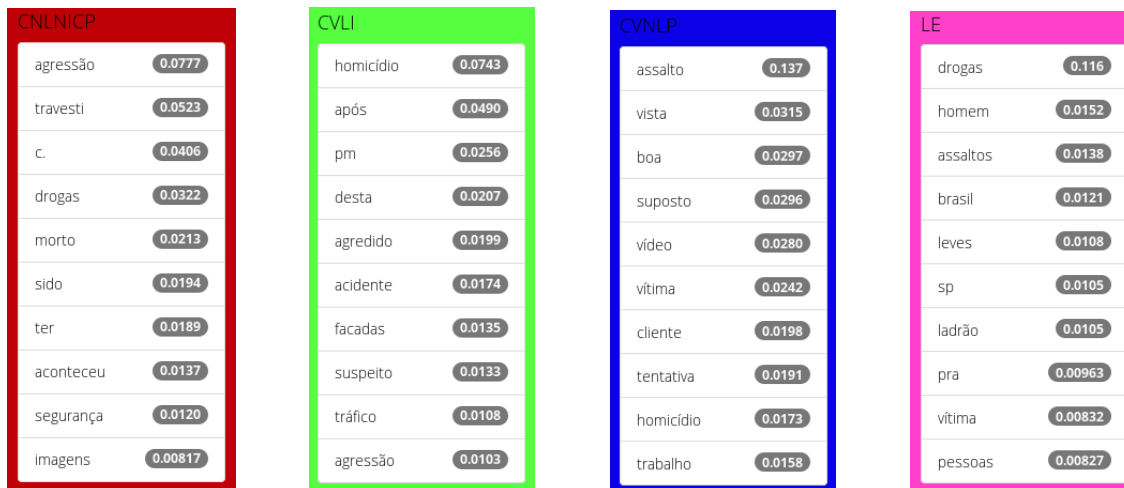 CNLNICP
agressão 0.0777
travesti 0.0523
c. 0.0406
drogas 0.0322
morto 0.0213
sido 0.0194
ter 0.0189
aconteceu 0.0137
segurança 0.0120
imagens 0.00817
CVLI
homicídio 0.0743
após 0.0490
pm 0.0256
desta 0.0207
agredido 0.0199
acidente 0.0174
facadas 0.0135
suspeito 0.0133
tráfico 0.0108
agressão 0.0103
CVNLP
assalto 0.137
vista 0.0315
boa 0.0297
suposto 0.0296
vídeo 0.0280
vítima 0.0242
cliente 0.0198
tentativa 0.0191
homicídio 0.0173
trabalho 0.0158
LE
drogas 0.116
homem 0.0152
assaltos 0.0138
brasil 0.0121
leves 0.0108
sp 0.0105
ladrão 0.0105
pra 0.00963
vítima 0.00832
pessoas 0.00827